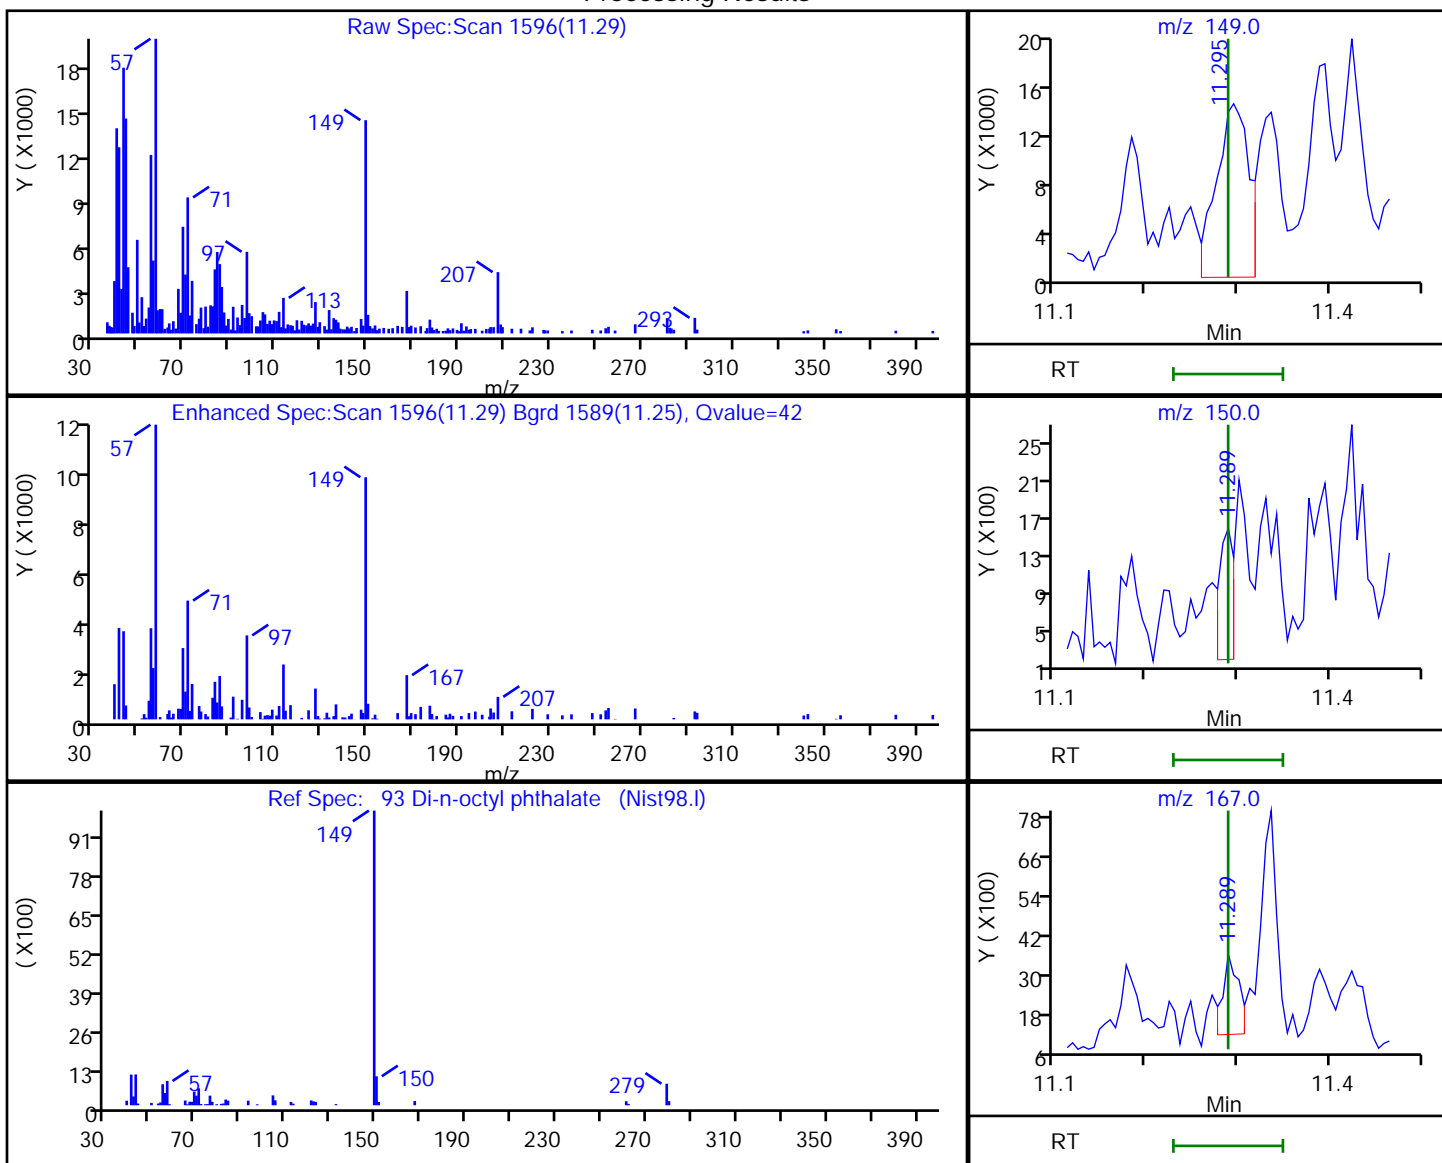 Processing Results
Raw Spec:Scan 1596(11.29)
Y ( X1000)
18
15
12
9
6
3
0
57
149
71
97
113
207
293
30 70 110 150 190 230 270 310 350 390
m/z
m/z 149.0
Y ( X1000)
20
16
12
8
4
0
11.295
11.1 11.4
Min
RT
Enhanced Spec:Scan 1596(11.29) Bgrd 1589(11.25), Qvalue=42
Y ( X1000)
12
10
8
6
4
2
0
57
149
71
97
167
207
30 70 110 150 190 230 270 310 350 390
m/z
m/z 150.0
Y ( X100)
25
21
17
13
9
5
1
11.289
11.1 11.4
Min
RT
Ref Spec: 93 Di-n-octyl phthalate (Nist98.l)
( X100)
91
78
65
52
39
26
13
0
149
57
150
279
30 70 110 150 190 230 270 310 350 390
m/z 167.0
Y ( X100)
78
66
54
42
30
18
6
11.289
11.1 11.4
Min
RT